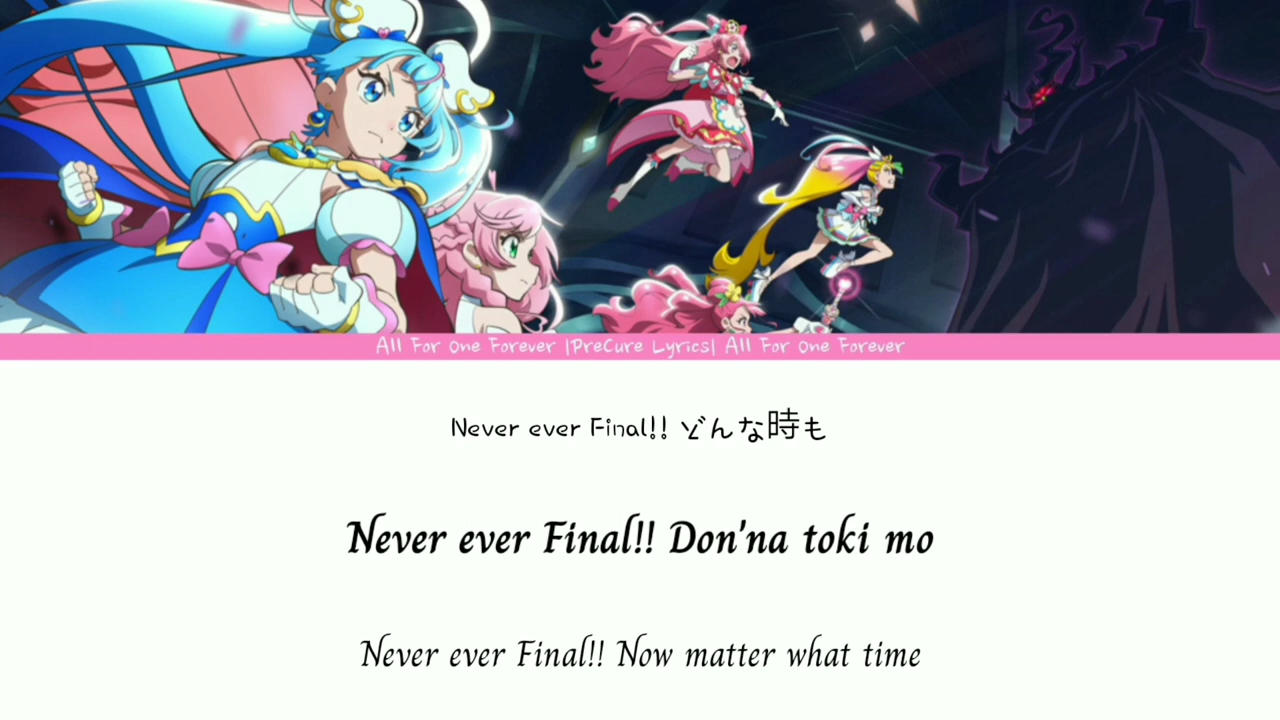 All For One Forever |PreCure Lyrics| All For One Forever
Never ever Final!! どんな時も
Never ever Final!! Don'na toki mo
Never ever Final!! Now matter what time